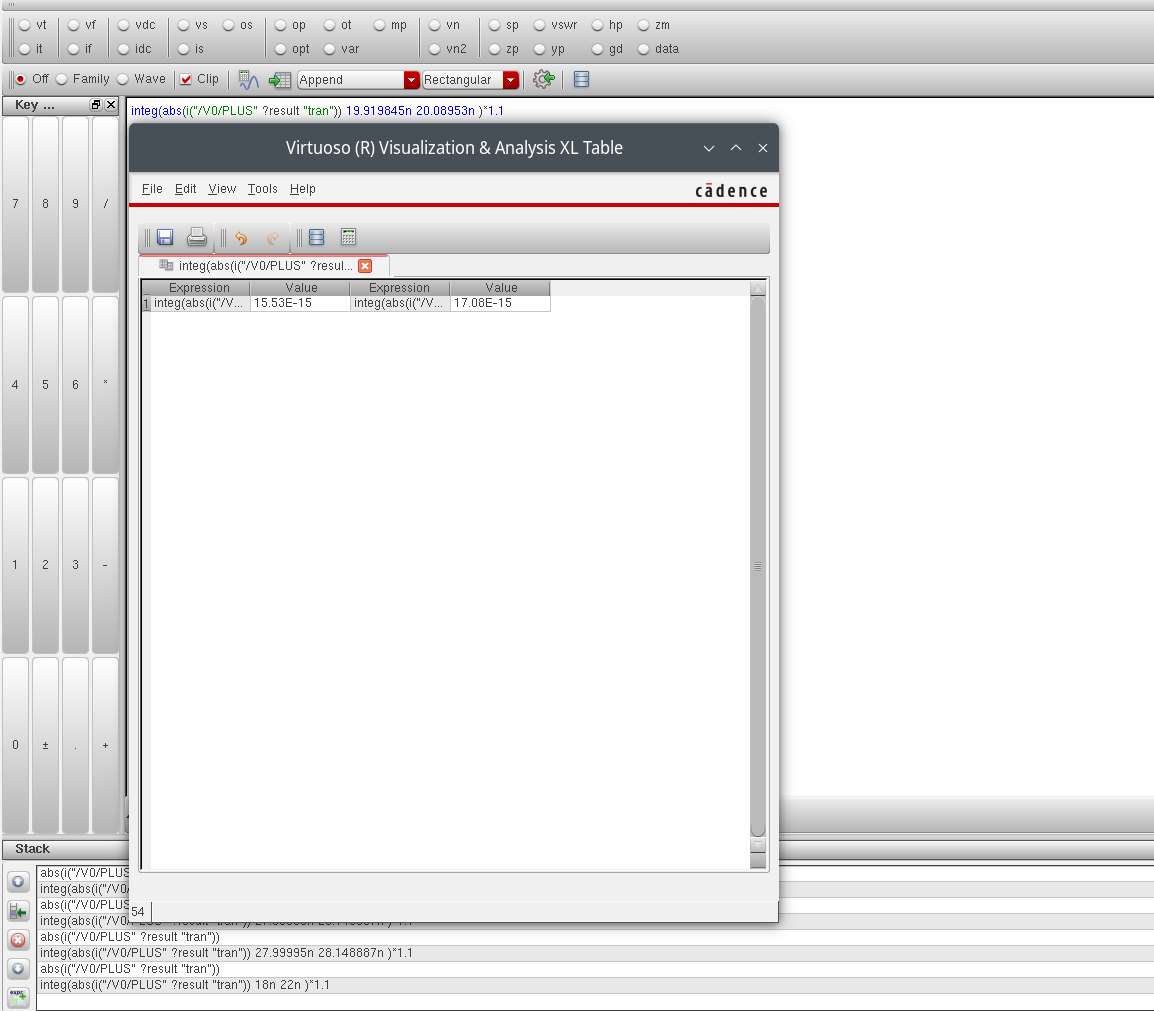 vt vf vdc vs os op ot mp vn sp vswr hp zm
it if idc is opt var vn2 zp yp gd data
Off Family Wave Clip Append Rectangular
Key ...
integ(abs(i("/V0/PLUS" ?result "tran")) 19.919845n 20.08953n )*1.1
Virtuoso (R) Visualization & Analysis XL Table
File Edit View Tools Help
cādence
integ(abs(i("/V0/PLUS" ?resul...
Expression Value Expression Value
1 integ(abs(i("/V... 15.53E-15 integ(abs(i("/V... 17.08E-15
7 8 9 /
4 5 6 *
1 2 3 -
0 ± . +
Stack
abs(i("/V0/PLUS
integ(abs(i("/V0/
abs(i("/V0/PLUS
54
integ(abs(i("/V0/PLUS" ?result "tran"))
abs(i("/V0/PLUS" ?result "tran"))
integ(abs(i("/V0/PLUS" ?result "tran")) 27.99995n 28.148887n )*1.1
abs(i("/V0/PLUS" ?result "tran"))
expr
integ(abs(i("/V0/PLUS" ?result "tran")) 18n 22n )*1.1